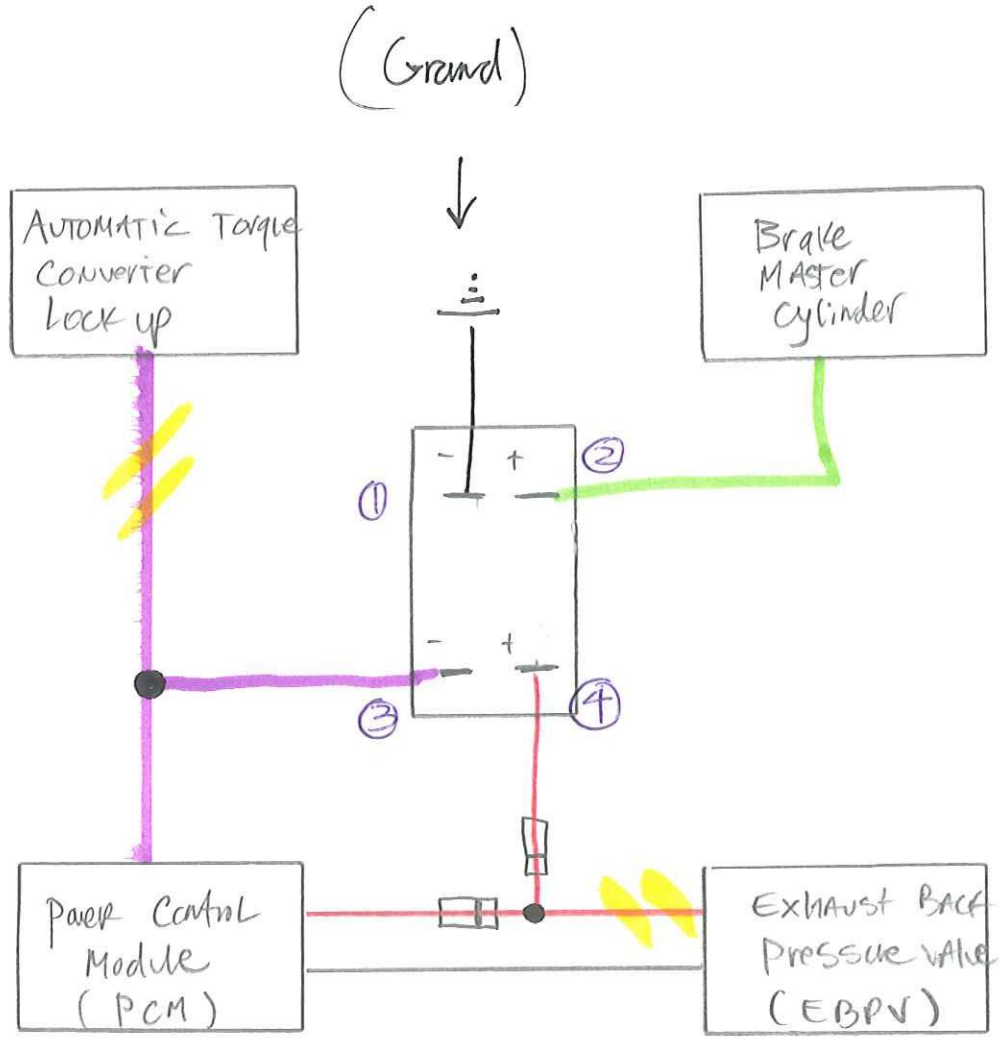 (Ground)
AUTOMATIC Torque
Converter
Lock up
Brake
MASter
Cylinder
- + ②
①
- +
③ ④
Power Control
Module
(PCM)
EXHAUST BACK
Pressure VAlve
(EBPV)